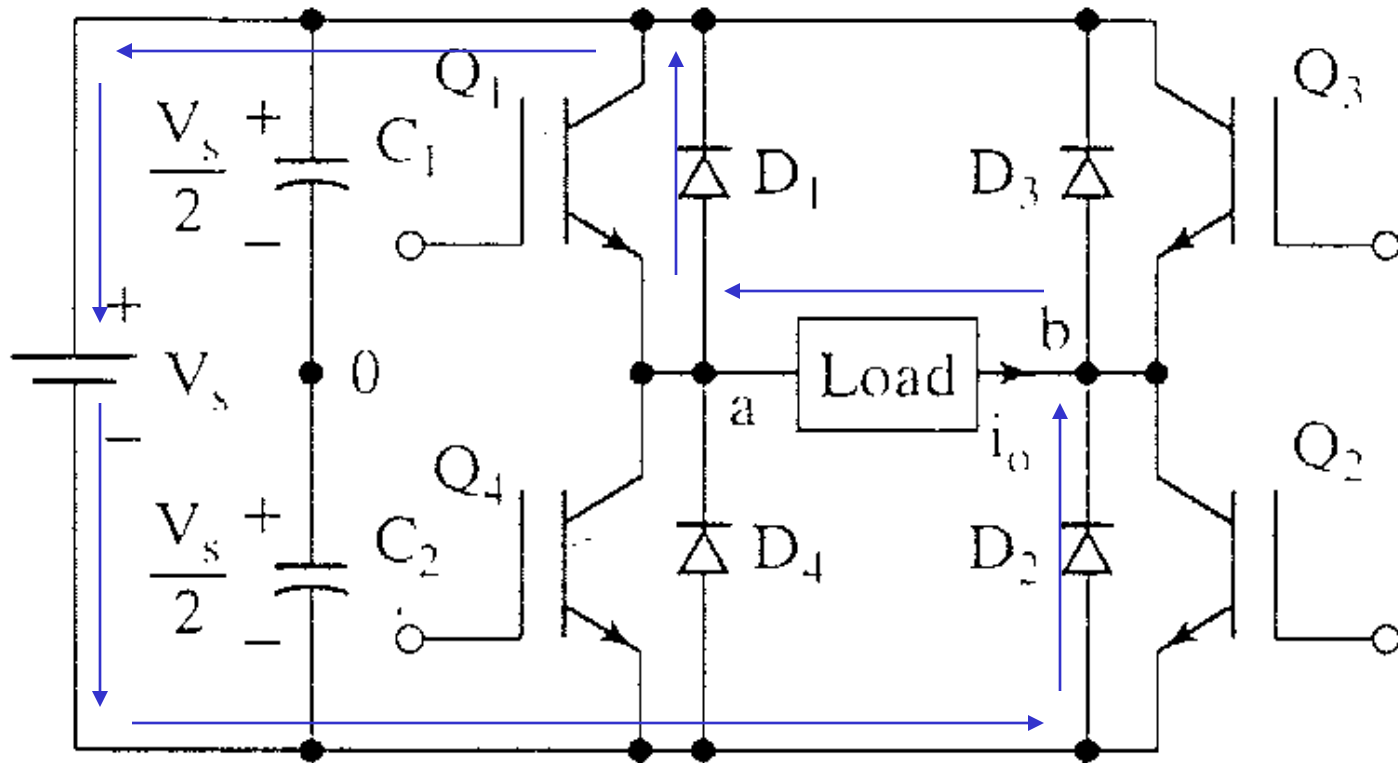 Q₁
Q₃
+
Vₛ
2
−
C₁
D₁
D₃
+
Vₛ
−
0
a
Load
b
iₒ
Q₄
Q₂
+
Vₛ
2
−
C₂
D₄
D₂